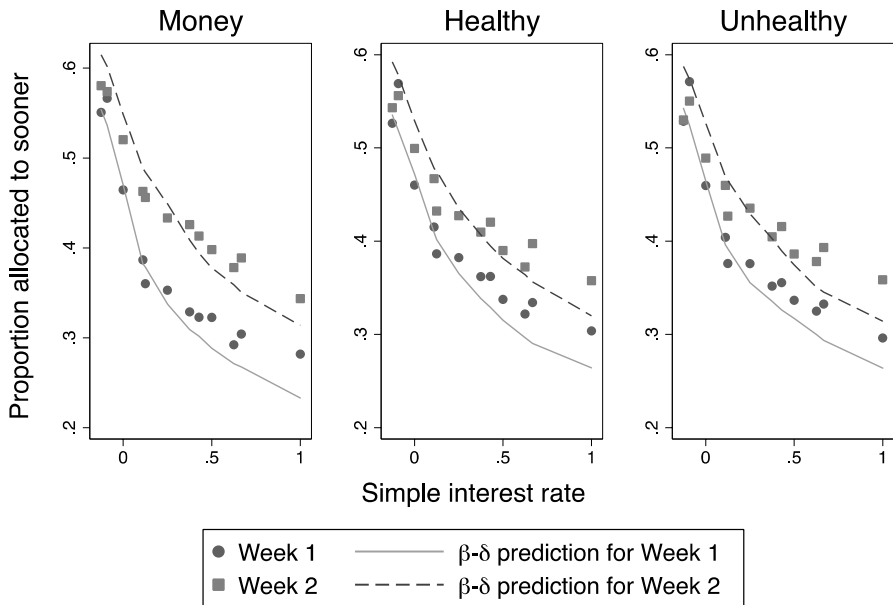 Money Healthy Unhealthy
Proportion allocated to sooner
.6 .6 .6
.5 .5 .5
.4 .4 .4
.3 .3 .3
.2 .2 .2
0 .5 1 0 .5 1 0 .5 1
Simple interest rate
Week 1 β-δ prediction for Week 1
Week 2 β-δ prediction for Week 2